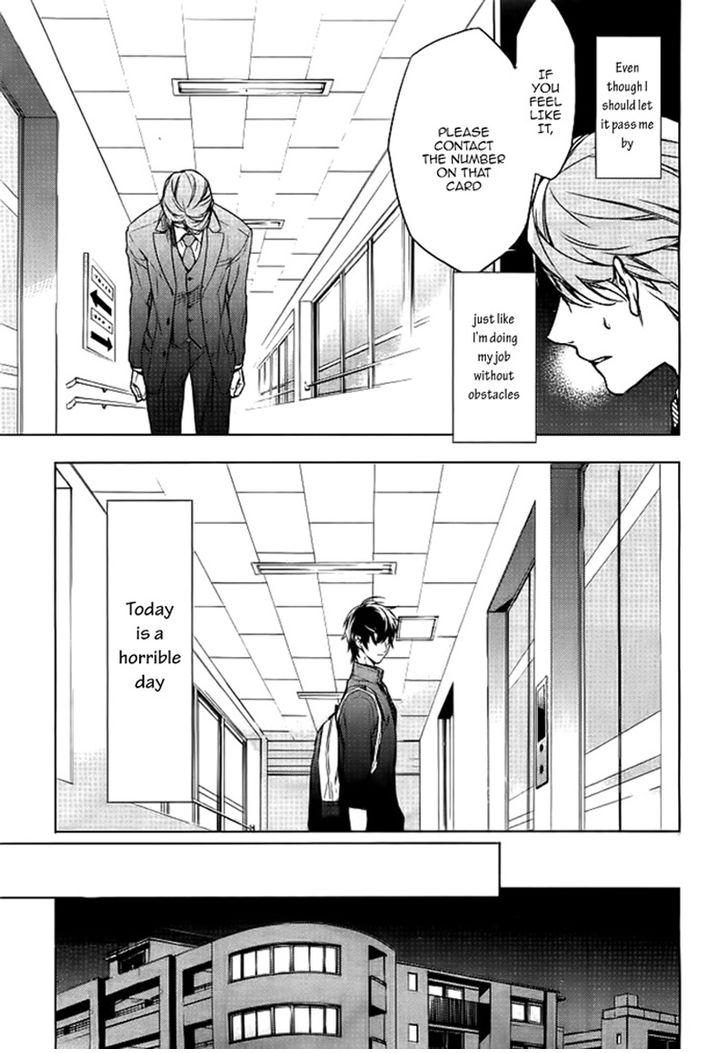 Even
though I
should let
it pass me
by
IF
YOU
FEEL
LIKE
IT,
PLEASE
CONTACT
THE NUMBER
ON THAT
CARD
just like
I'm doing
my job
without
obstacles
Today
is a
horrible
day